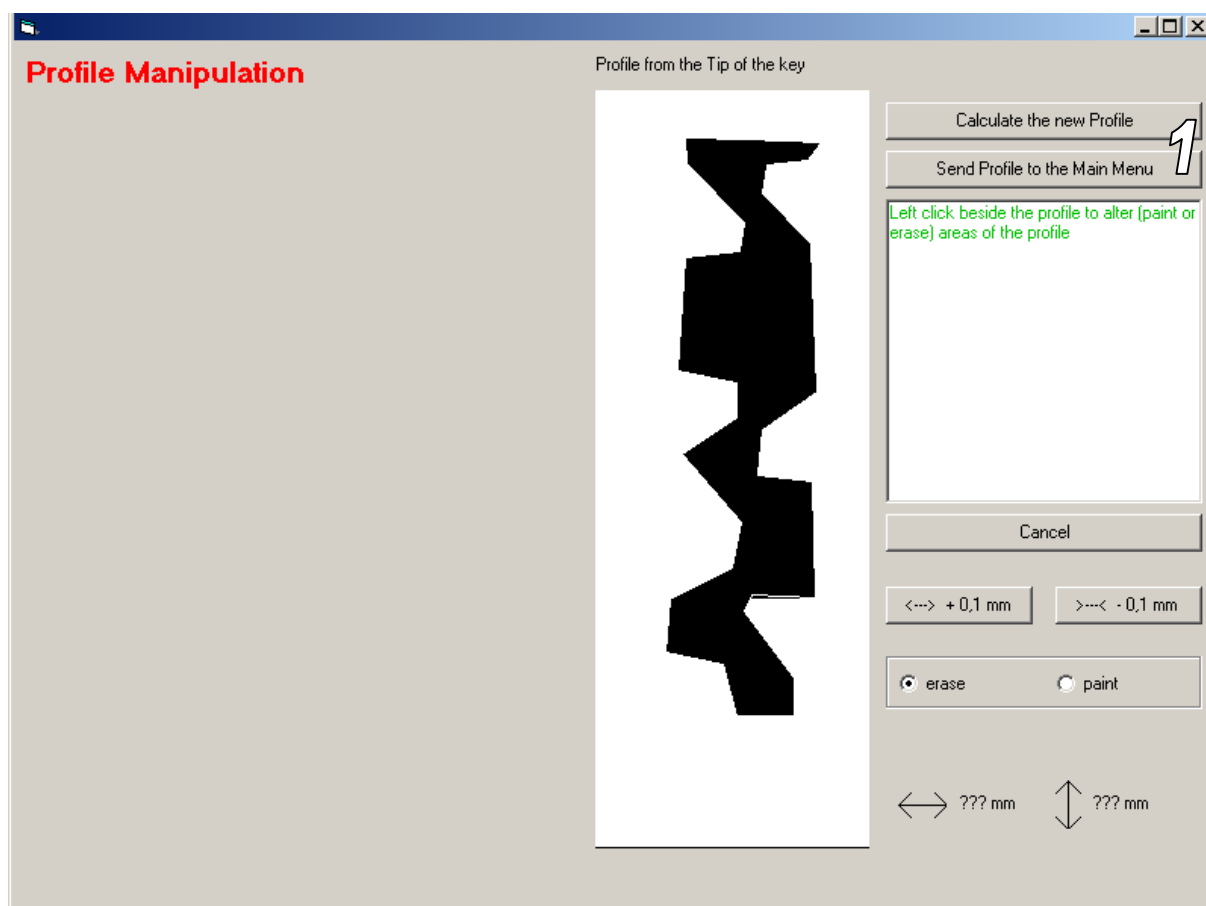 Profile Manipulation
Profile from the Tip of the key
Calculate the new Profile
1
Send Profile to the Main Menu
Left click beside the profile to alter (paint or
erase) areas of the profile
Cancel
<---> + 0,1 mm
>---< - 0,1 mm
erase
paint
??? mm
??? mm